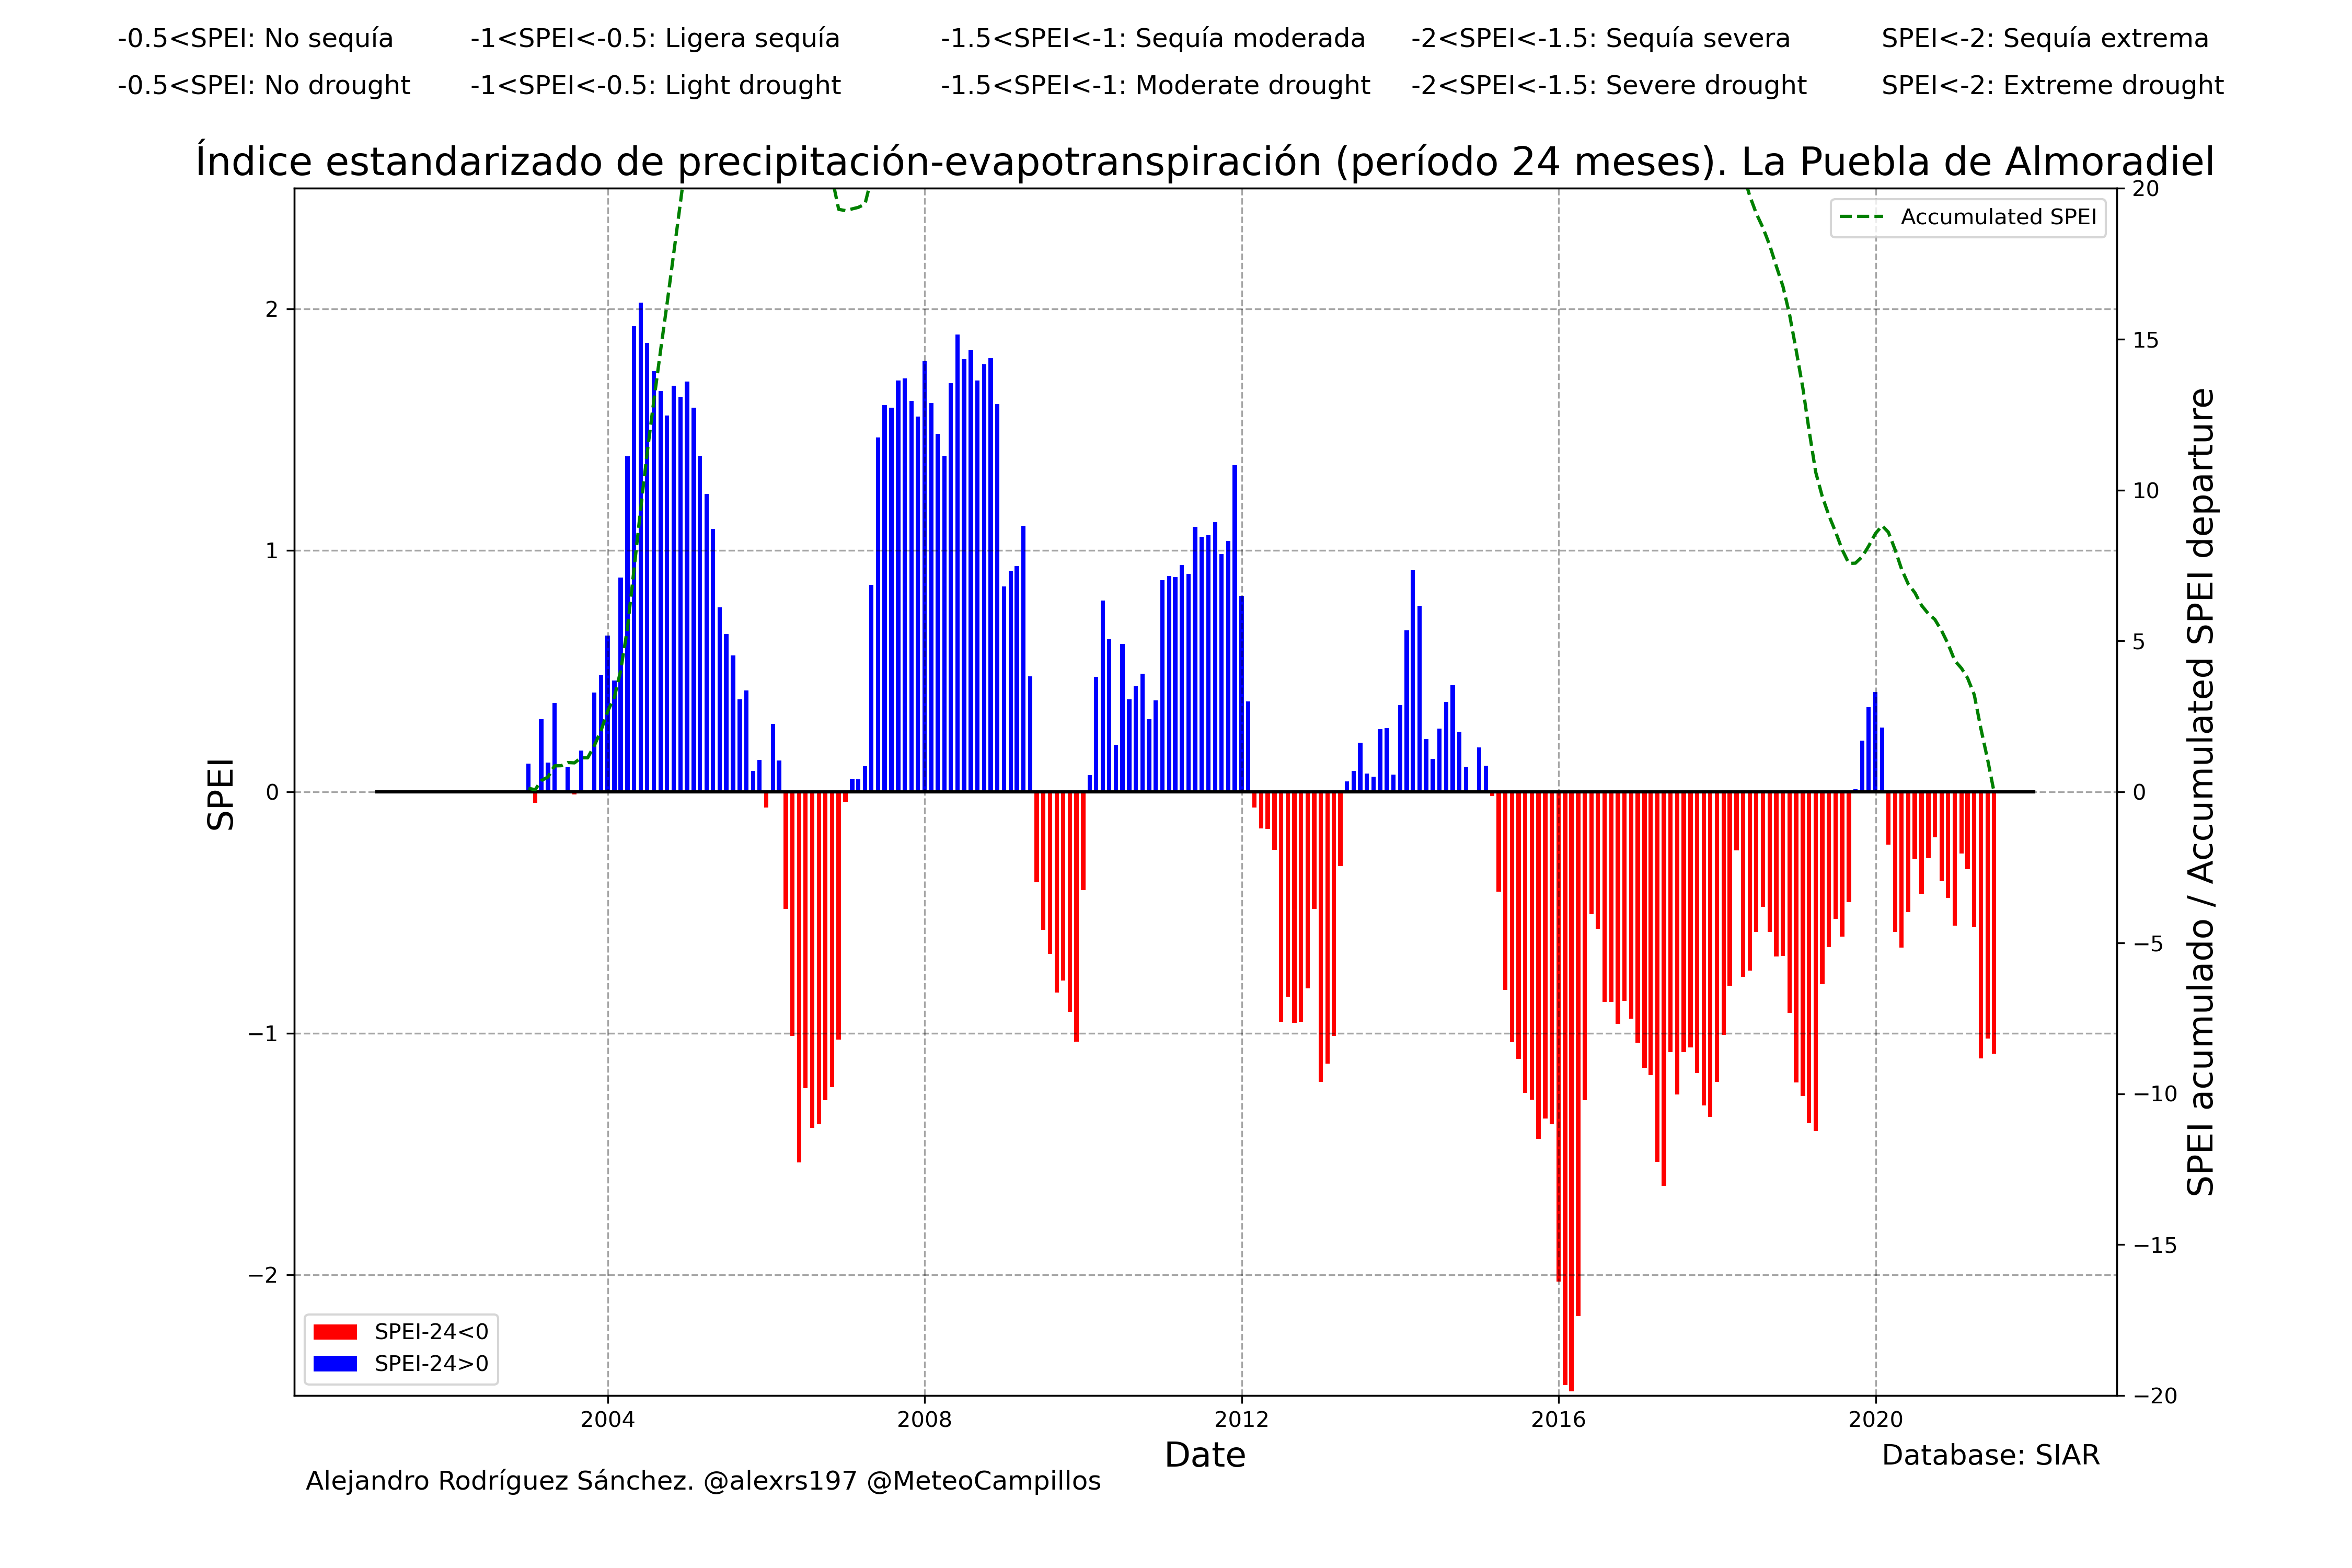 -0.5<SPEI: No sequía -1<SPEI<-0.5: Ligera sequía -1.5<SPEI<-1: Sequía moderada -2<SPEI<-1.5: Sequía severa SPEI<-2: Sequía extrema
-0.5<SPEI: No drought -1<SPEI<-0.5: Light drought -1.5<SPEI<-1: Moderate drought -2<SPEI<-1.5: Severe drought SPEI<-2: Extreme drought
Índice estandarizado de precipitación-evapotranspiración (período 24 meses). La Puebla de Almoradiel
Accumulated SPEI
SPEI
2
1
0
−1
−2
20
15
10
5
0
−5
−10
−15
−20
SPEI acumulado / Accumulated SPEI departure
SPEI-24<0
SPEI-24>0
2004 2008 2012 2016 2020
Date
Database: SIAR
Alejandro Rodríguez Sánchez. @alexrs197 @MeteoCampillos